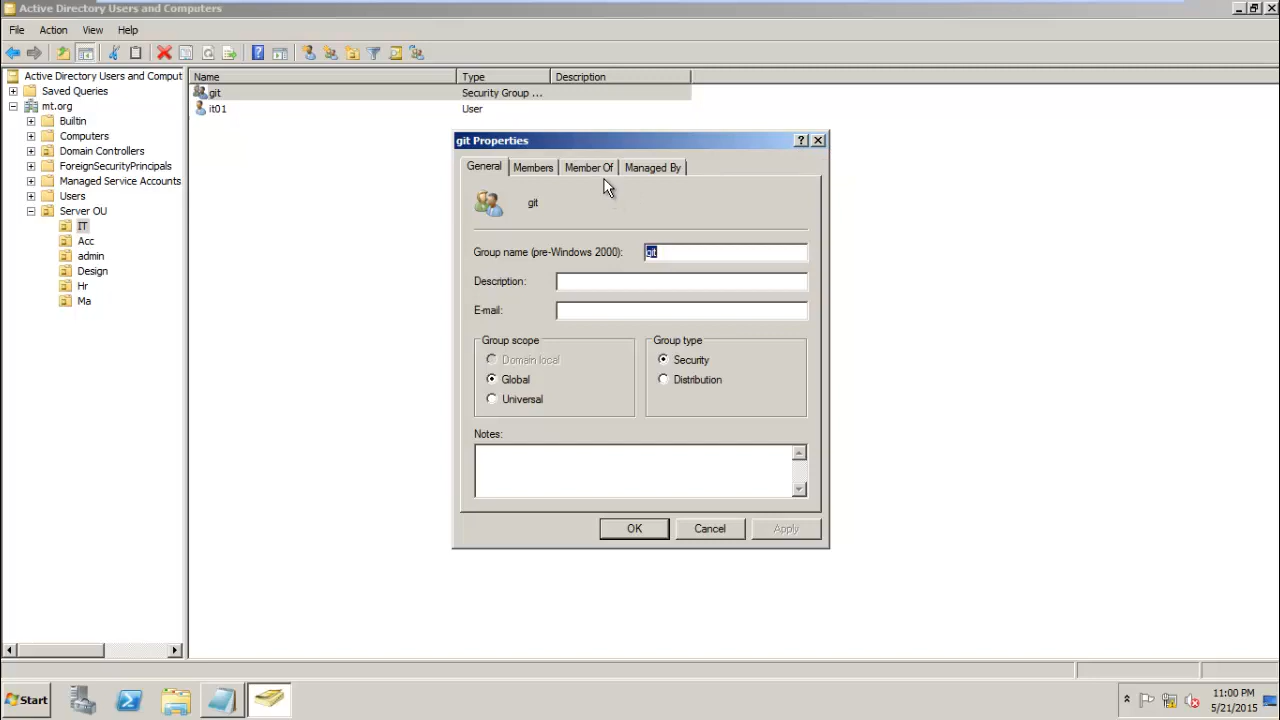 Active Directory Users and Computers
File Action View Help
Active Directory Users and Comput
Saved Queries
mt.org
Builtin
Computers
Domain Controllers
ForeignSecurityPrincipals
Managed Service Accounts
Users
Server OU
IT
Acc
admin
Design
Hr
Ma
Name Type Description
git Security Group ...
it01 User
git Properties
General Members Member Of Managed By
git
Group name (pre-Windows 2000): git
Description:
E-mail:
Group scope Group type
Domain local Security
Global Distribution
Universal
Notes:
OK Cancel Apply
Start
11:00 PM
5/21/2015